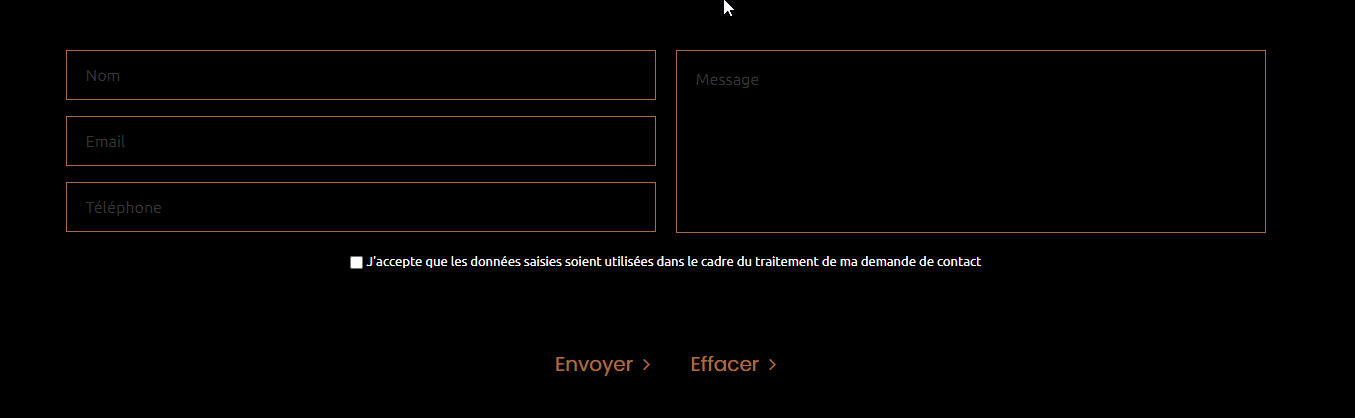 Nom
Email
Téléphone
Message
J'accepte que les données saisies soient utilisées dans le cadre du traitement de ma demande de contact
Envoyer
Effacer